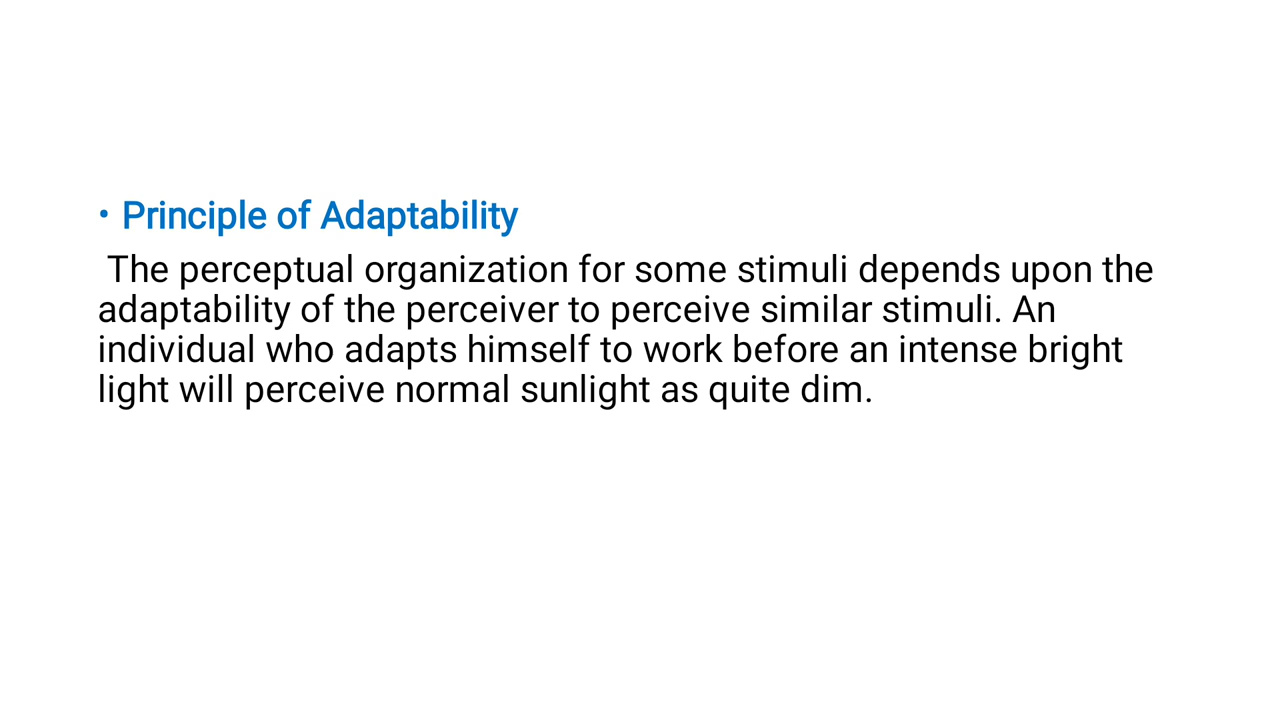 • Principle of Adaptability
The perceptual organization for some stimuli depends upon the
adaptability of the perceiver to perceive similar stimuli. An
individual who adapts himself to work before an intense bright
light will perceive normal sunlight as quite dim.